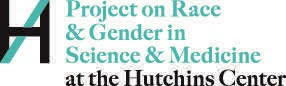 H Project on Race
& Gender in
Science & Medicine
at the Hutchins Center